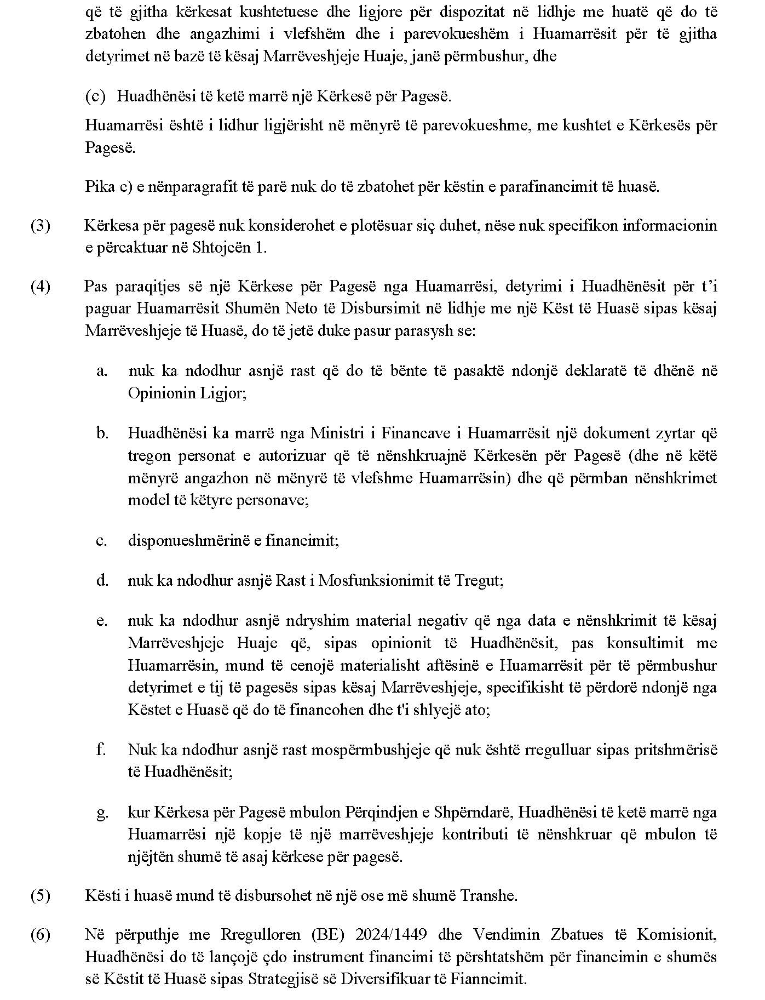 që të gjitha kërkesat kushtetuese dhe ligjore për dispozitat në lidhje me huatë që do të
zbatohen dhe angazhimi i vlefshëm dhe i parevokueshëm i Huamarrësit për të gjitha
detyrimet në bazë të kësaj Marrëveshjeje Huaje, janë përmbushur, dhe
(c) Huadhënësi të ketë marrë një Kërkesë për Pagesë.
Huamarrësi është i lidhur ligjërisht në mënyrë të parevokueshme, me kushtet e Kërkesës për
Pagesë.
Pika c) e nënparagrafit të parë nuk do të zbatohet për këstin e parafinancimit të huasë.
(3) Kërkesa për pagesë nuk konsiderohet e plotësuar siç duhet, nëse nuk specifikon informacionin
e përcaktuar në Shtojcën 1.
(4) Pas paraqitjes së një Kërkese për Pagesë nga Huamarrësi, detyrimi i Huadhënësit për t’i
paguar Huamarrësit Shumën Neto të Disbursimit në lidhje me një Këst të Huasë sipas kësaj
Marrëveshjeje të Huasë, do të jetë duke pasur parasysh se:
a. nuk ka ndodhur asnjë rast që do të bënte të pasaktë ndonjë deklaratë të dhënë në
Opinionin Ligjor;
b. Huadhënësi ka marrë nga Ministri i Financave i Huamarrësit një dokument zyrtar që
tregon personat e autorizuar që të nënshkruajnë Kërkesën për Pagesë (dhe në këtë
mënyrë angazhon në mënyrë të vlefshme Huamarrësin) dhe që përmban nënshkrimet
model të këtyre personave;
c. disponueshmërinë e financimit;
d. nuk ka ndodhur asnjë Rast i Mosfunksionimit të Tregut;
e. nuk ka ndodhur asnjë ndryshim material negativ që nga data e nënshkrimit të kësaj
Marrëveshjeje Huaje që, sipas opinionit të Huadhënësit, pas konsultimit me
Huamarrësin, mund të cenojë materialisht aftësinë e Huamarrësit për të përmbushur
detyrimet e tij të pagesës sipas kësaj Marrëveshjeje, specifikisht të përdorë ndonjë nga
Këstet e Huasë që do të financohen dhe t'i shlyejë ato;
f. Nuk ka ndodhur asnjë rast mospërmbushjeje që nuk është rregulluar sipas pritshmërisë
të Huadhënësit;
g. kur Kërkesa për Pagesë mbulon Përqindjen e Shpërndarë, Huadhënësi të ketë marrë nga
Huamarrësi një kopje të një marrëveshjeje kontributi të nënshkruar që mbulon të
njëjtën shumë të asaj kërkese për pagesë.
(5) Kësti i huasë mund të disbursohet në një ose më shumë Transhe.
(6) Në përputhje me Rregulloren (BE) 2024/1449 dhe Vendimin Zbatues të Komisionit,
Huadhënësi do të lançojë çdo instrument financimi të përshtatshëm për financimin e shumës
së Këstit të Huasë sipas Strategjisë së Diversifikuar të Fianncimit.